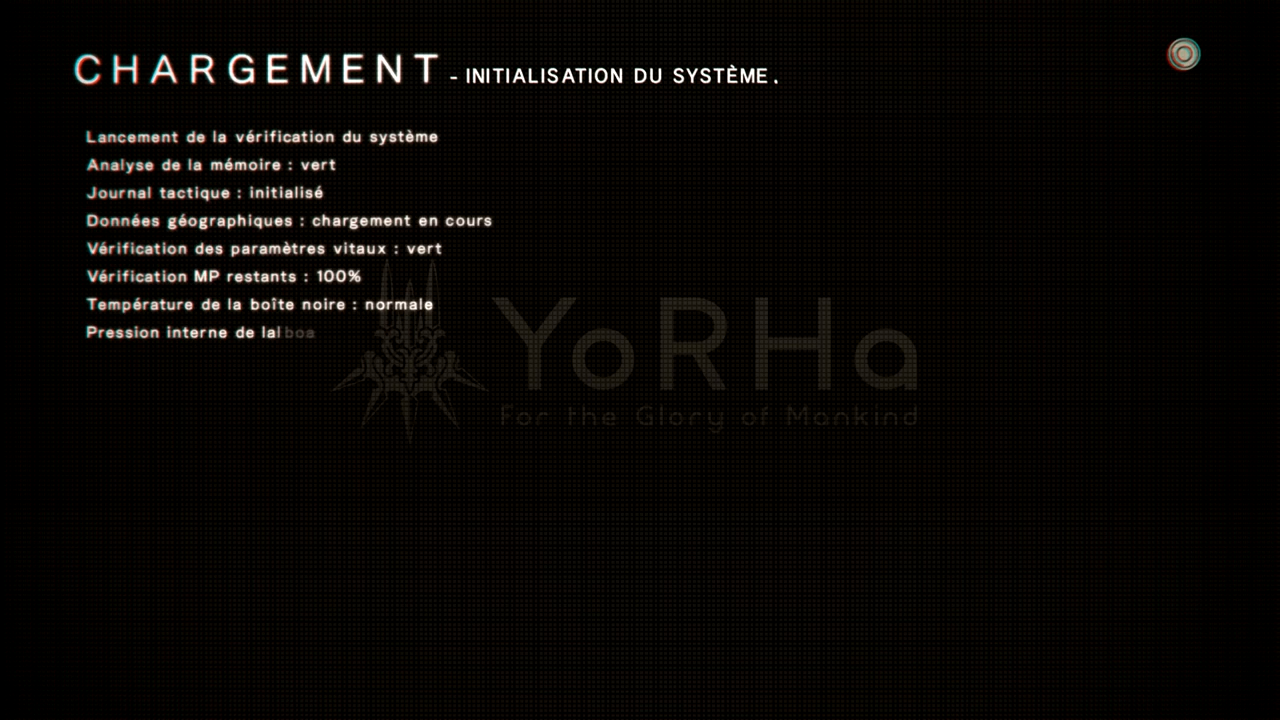 CHARGEMENT - INITIALISATION DU SYSTÈME.
Lancement de la vérification du système
Analyse de la mémoire : vert
Journal tactique : initialisé
Données géographiques : chargement en cours
Vérification des paramètres vitaux : vert
Vérification MP restants : 100%
Température de la boîte noire : normale
Pression interne de la
YoRHa
For the Glory of Mankind